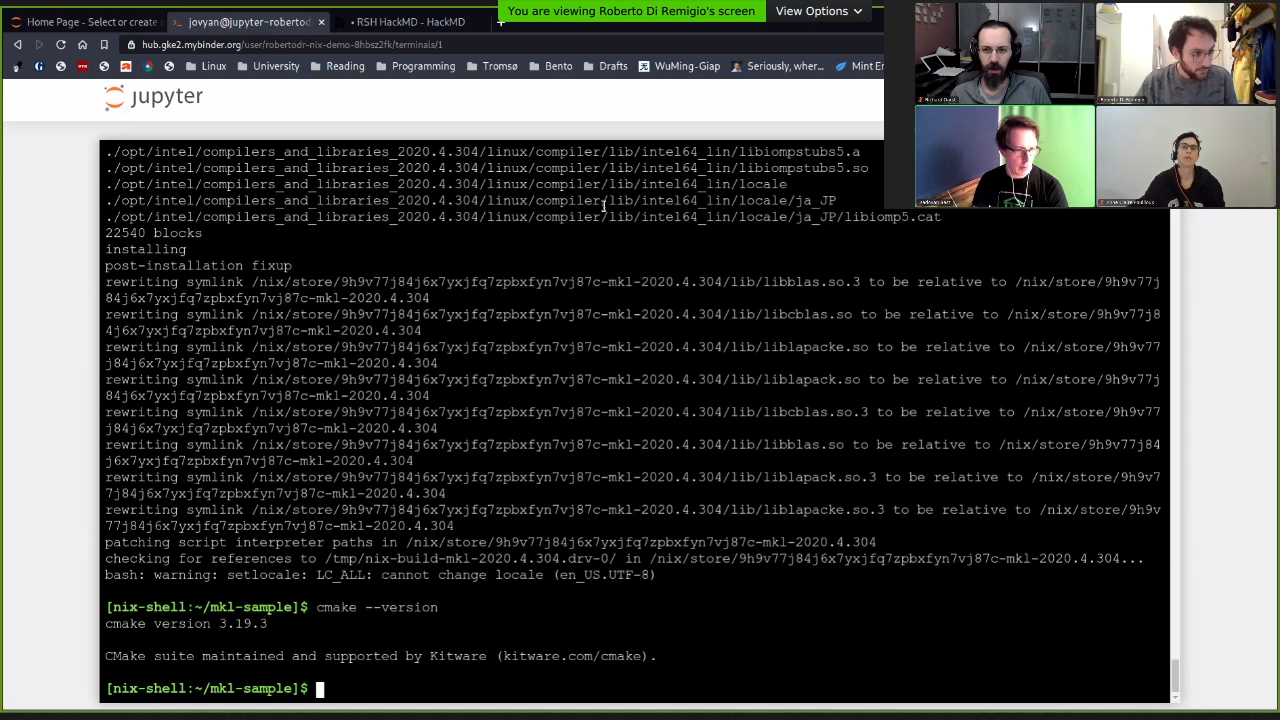 Home Page - Select or create
jovyan@jupyter-roberto
RSH HackMD - HackMD
You are viewing Roberto Di Remigio's screen
View Options
hub.gke2.mybinder.org/user/robertodr-nix-demo-8hbsz2fk/terminals/1
Linux
University
Reading
Programming
Tromsø
Bento
Drafts
WuMing-Giap
Seriously, wher…
Mint Er
Roberto Di Remigio
Radovan Bast
jupyter
./opt/intel/compilers_and_libraries_2020.4.304/linux/compiler/lib/intel64_lin/libiompstubs5.a
./opt/intel/compilers_and_libraries_2020.4.304/linux/compiler/lib/intel64_lin/libiompstubs5.so
./opt/intel/compilers_and_libraries_2020.4.304/linux/compiler/lib/intel64_lin/locale
./opt/intel/compilers_and_libraries_2020.4.304/linux/compiler/lib/intel64_lin/locale/ja_JP
./opt/intel/compilers_and_libraries_2020.4.304/linux/compiler/lib/intel64_lin/locale/ja_JP/libiomp5.cat
22540 blocks
installing
post-installation fixup
rewriting symlink /nix/store/9h9v77j84j6x7yxjfq7zpbxfyn7vj87c-mkl-2020.4.304/lib/libblas.so.3 to be relative to /nix/store/9h9v77j
84j6x7yxjfq7zpbxfyn7vj87c-mkl-2020.4.304
rewriting symlink /nix/store/9h9v77j84j6x7yxjfq7zpbxfyn7vj87c-mkl-2020.4.304/lib/libcblas.so to be relative to /nix/store/9h9v77j8
4j6x7yxjfq7zpbxfyn7vj87c-mkl-2020.4.304
rewriting symlink /nix/store/9h9v77j84j6x7yxjfq7zpbxfyn7vj87c-mkl-2020.4.304/lib/liblapacke.so to be relative to /nix/store/9h9v77
j84j6x7yxjfq7zpbxfyn7vj87c-mkl-2020.4.304
rewriting symlink /nix/store/9h9v77j84j6x7yxjfq7zpbxfyn7vj87c-mkl-2020.4.304/lib/liblapack.so to be relative to /nix/store/9h9v77j
84j6x7yxjfq7zpbxfyn7vj87c-mkl-2020.4.304
rewriting symlink /nix/store/9h9v77j84j6x7yxjfq7zpbxfyn7vj87c-mkl-2020.4.304/lib/libcblas.so.3 to be relative to /nix/store/9h9v77
j84j6x7yxjfq7zpbxfyn7vj87c-mkl-2020.4.304
rewriting symlink /nix/store/9h9v77j84j6x7yxjfq7zpbxfyn7vj87c-mkl-2020.4.304/lib/libblas.so to be relative to /nix/store/9h9v77j84
j6x7yxjfq7zpbxfyn7vj87c-mkl-2020.4.304
rewriting symlink /nix/store/9h9v77j84j6x7yxjfq7zpbxfyn7vj87c-mkl-2020.4.304/lib/liblapack.so.3 to be relative to /nix/store/9h9v7
7j84j6x7yxjfq7zpbxfyn7vj87c-mkl-2020.4.304
rewriting symlink /nix/store/9h9v77j84j6x7yxjfq7zpbxfyn7vj87c-mkl-2020.4.304/lib/liblapacke.so.3 to be relative to /nix/store/9h9v
77j84j6x7yxjfq7zpbxfyn7vj87c-mkl-2020.4.304
patching script interpreter paths in /nix/store/9h9v77j84j6x7yxjfq7zpbxfyn7vj87c-mkl-2020.4.304
checking for references to /tmp/nix-build-mkl-2020.4.304.drv-0/ in /nix/store/9h9v77j84j6x7yxjfq7zpbxfyn7vj87c-mkl-2020.4.304...
bash: warning: setlocale: LC_ALL: cannot change locale (en_US.UTF-8)
[nix-shell:~/mkl-sample]$ cmake --version
cmake version 3.19.3
CMake suite maintained and supported by Kitware (kitware.com/cmake).
[nix-shell:~/mkl-sample]$